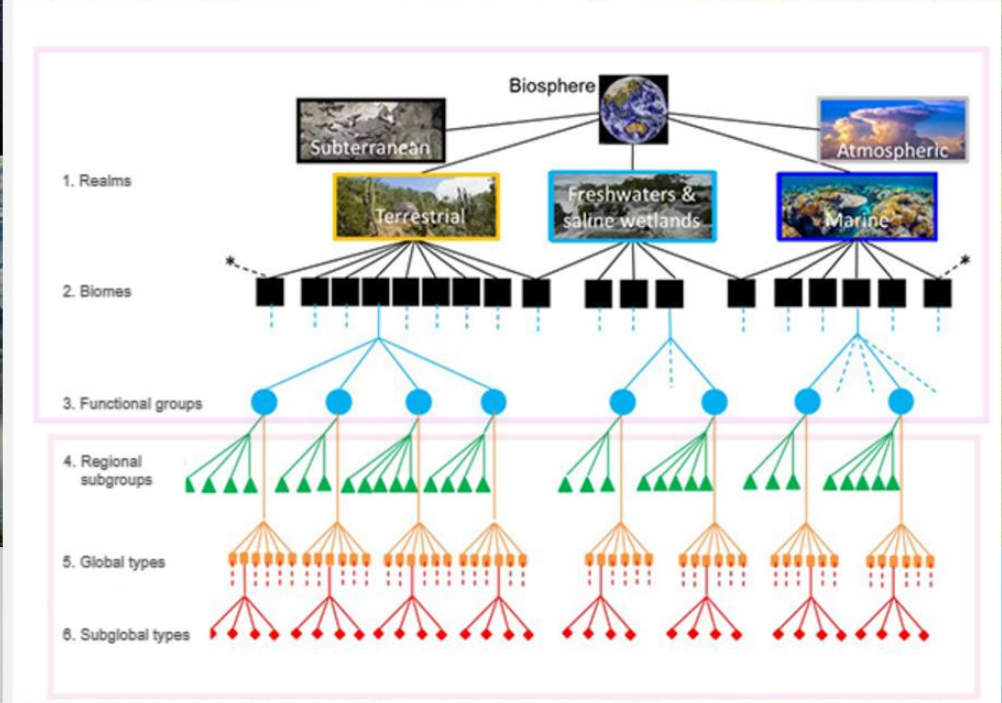 Biosphere
Subterranean
Atmospheric
1. Realms
Terrestrial
Freshwaters &
saline wetlands
Marine
*
*
2. Biomes
3. Functional groups
4. Regional
subgroups
5. Global types
6. Subglobal types